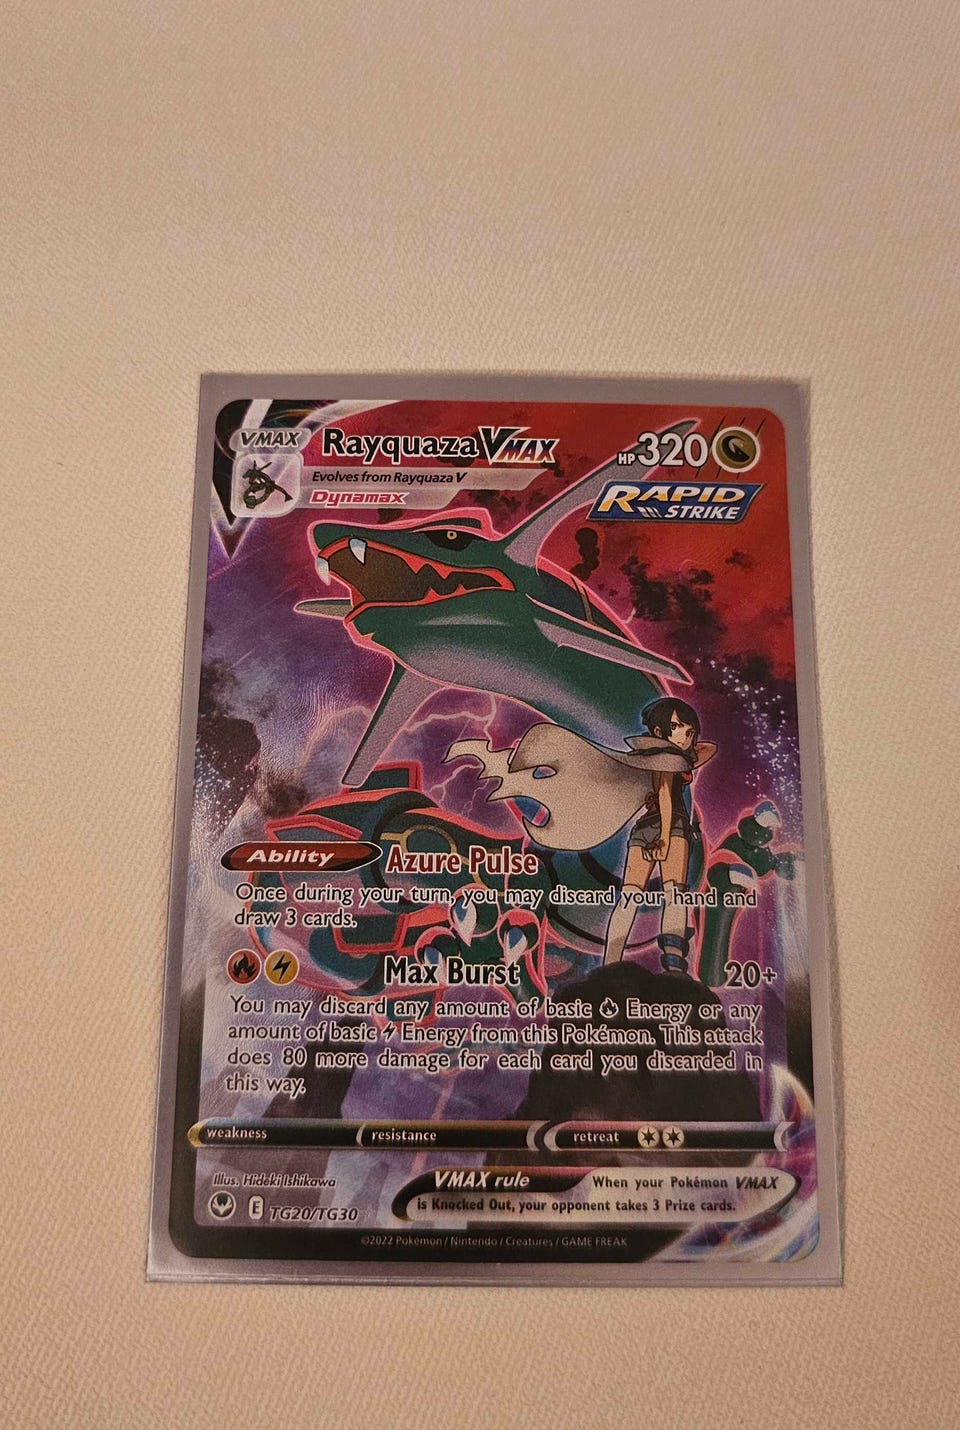 VMAX
Rayquaza VMAX
HP 320
Evolves from Rayquaza V
Dynamax
RAPID
STRIKE
Ability Azure Pulse
Once during your turn, you may discard your hand and
draw 3 cards.
Max Burst 20+
You may discard any amount of basic Energy or any
amount of basic Energy from this Pokémon. This attack
does 80 more damage for each card you discarded in
this way.
weakness resistance retreat
Illus. Hideki Ishikawa
VMAX rule When your Pokémon VMAX
is Knocked Out, your opponent takes 3 Prize cards.
E TG20/TG30
©2022 Pokémon / Nintendo / Creatures / GAME FREAK